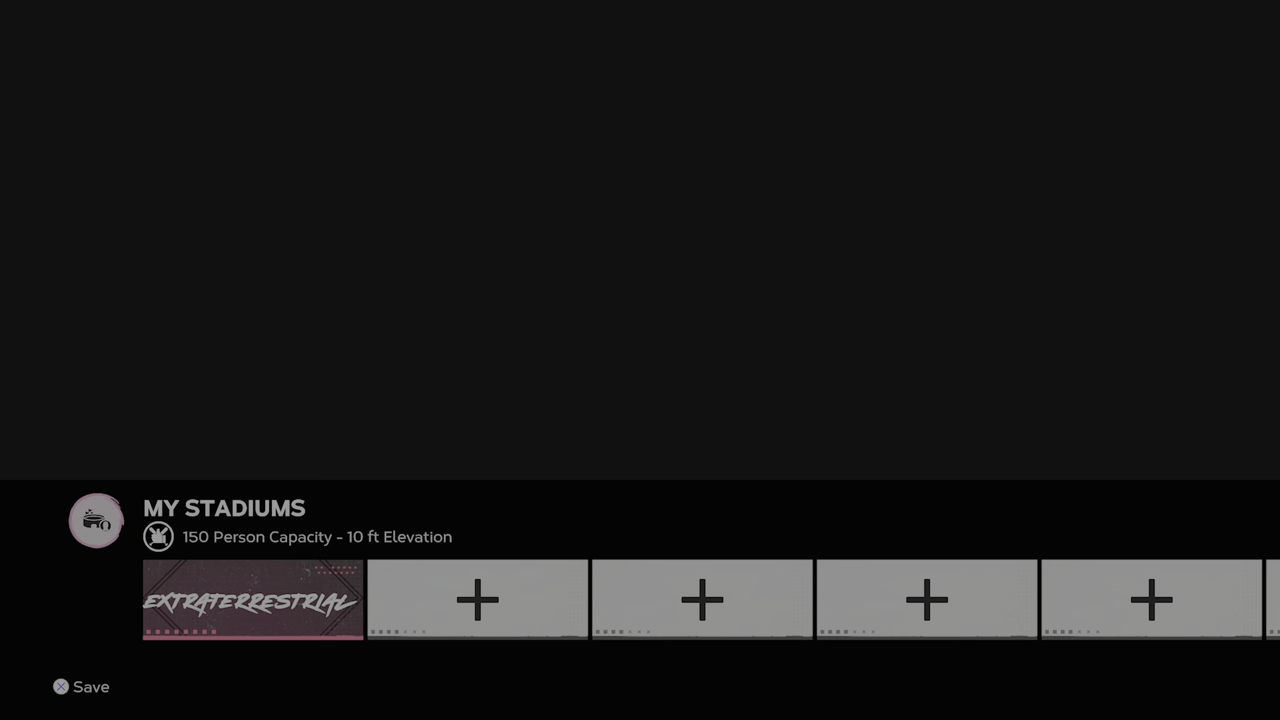 MY STADIUMS
150 Person Capacity - 10 ft Elevation
EXTRATERRESTRIAL
Save